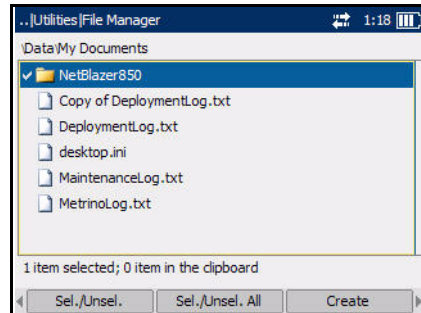 ..|Utilities|File Manager 1:18
\Data\My Documents
NetBlazer850
Copy of DeploymentLog.txt
DeploymentLog.txt
desktop.ini
MaintenanceLog.txt
MetrinoLog.txt
1 item selected; 0 item in the clipboard
Sel./Unsel. Sel./Unsel. All Create